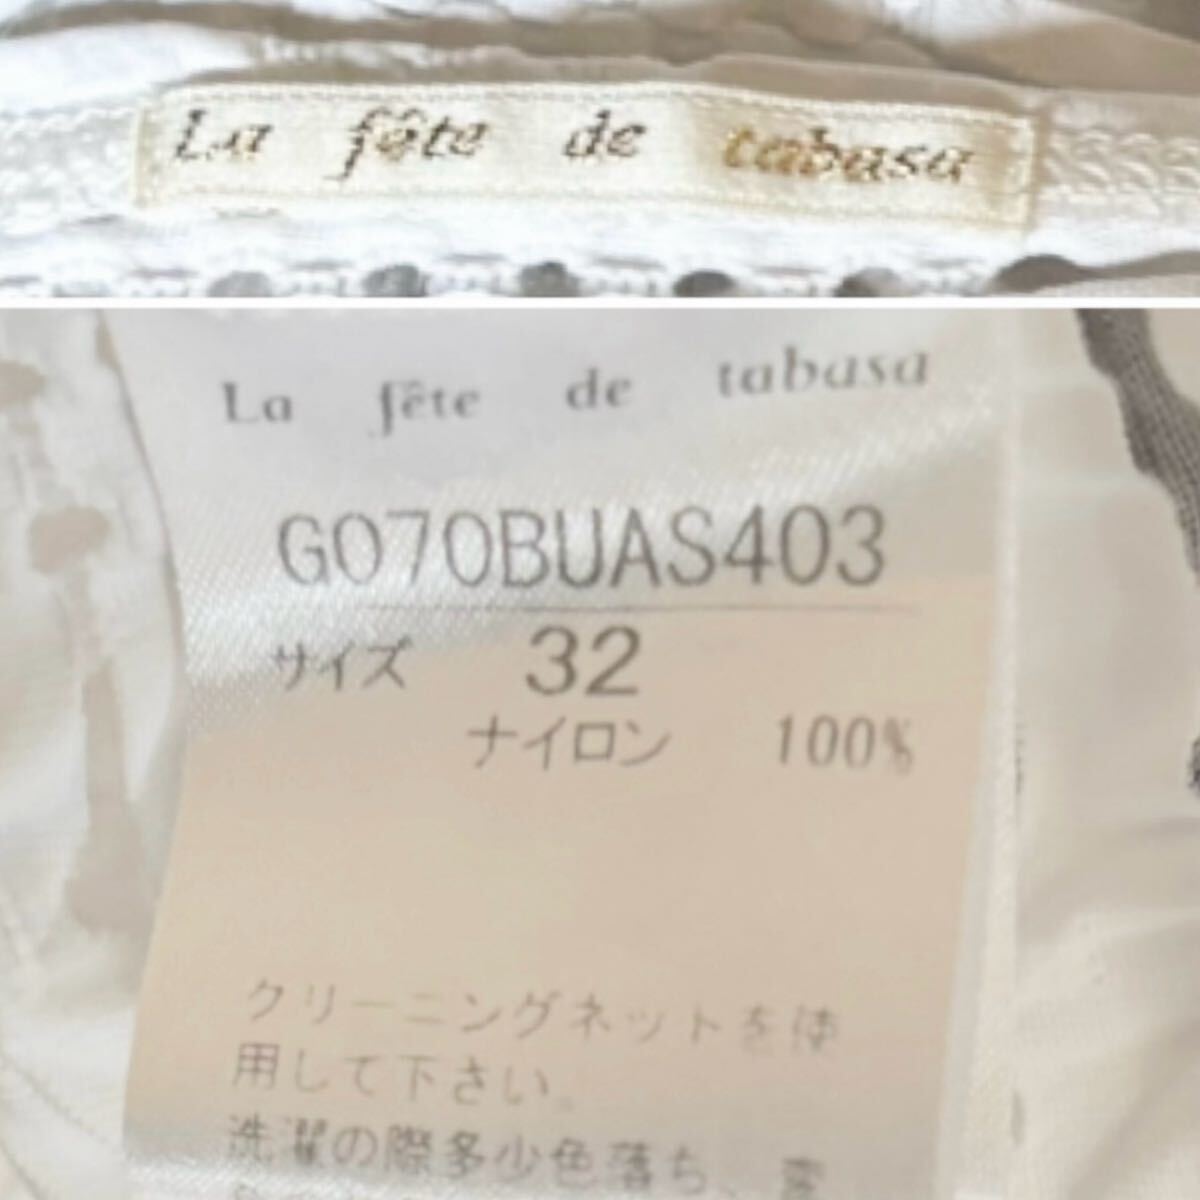 La fête de tabasa
La fête de tabasa
G070BUAS403
サイズ 32
ナイロン 100%
クリーニングネットを使
用して下さい。
洗濯の際多少色落ち、変